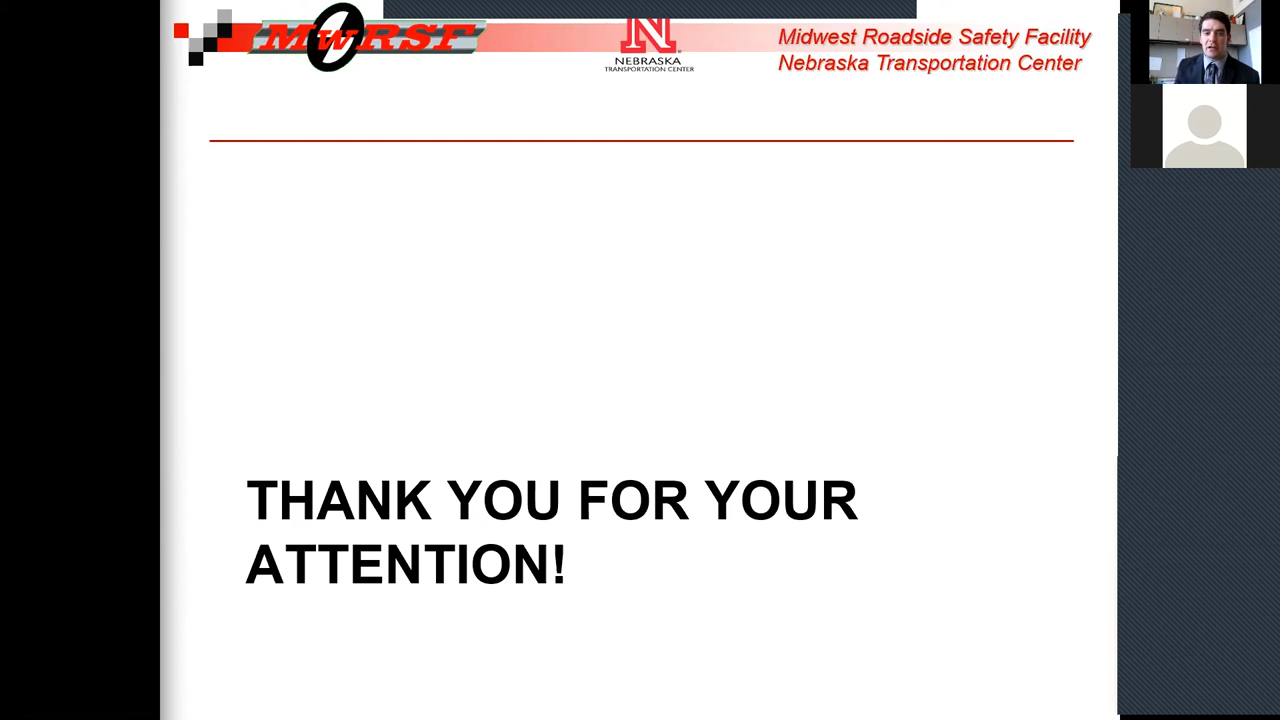 MwRSF
N
NEBRASKA
TRANSPORTATION CENTER
Midwest Roadside Safety Facility
Nebraska Transportation Center
THANK YOU FOR YOUR
ATTENTION!